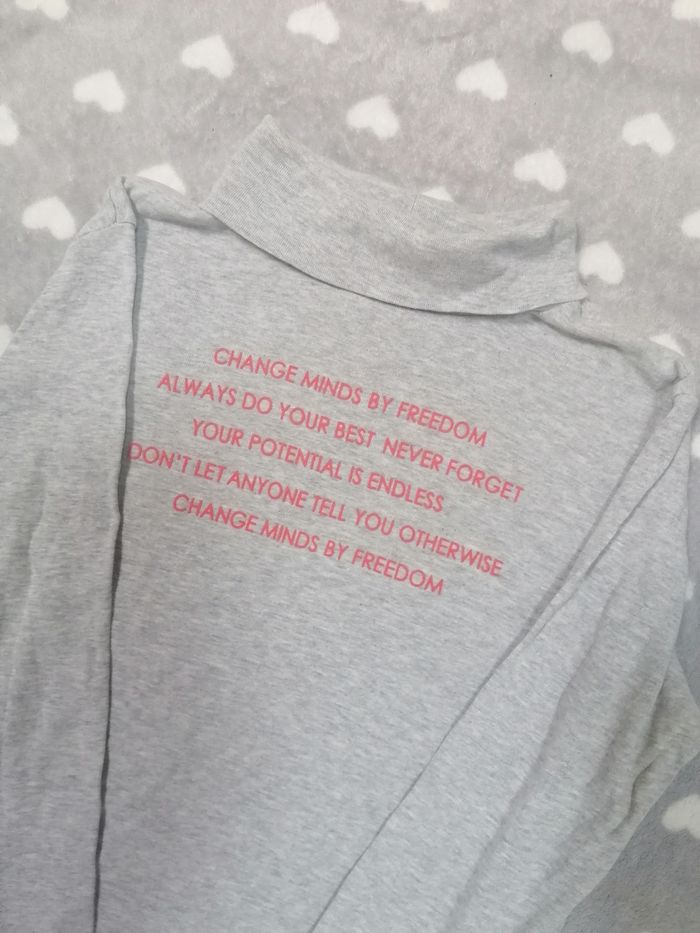 CHANGE MINDS BY FREEDOM
ALWAYS DO YOUR BEST NEVER FORGET
YOUR POTENTIAL IS ENDLESS
DON'T LET ANYONE TELL YOU OTHERWISE
CHANGE MINDS BY FREEDOM